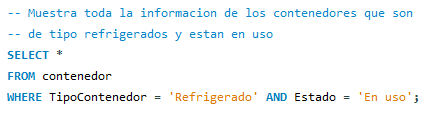 -- Muestra toda la informacion de los contenedores que son
-- de tipo refrigerados y estan en uso
SELECT *
FROM contenedor
WHERE TipoContenedor = 'Refrigerado' AND Estado = 'En uso';